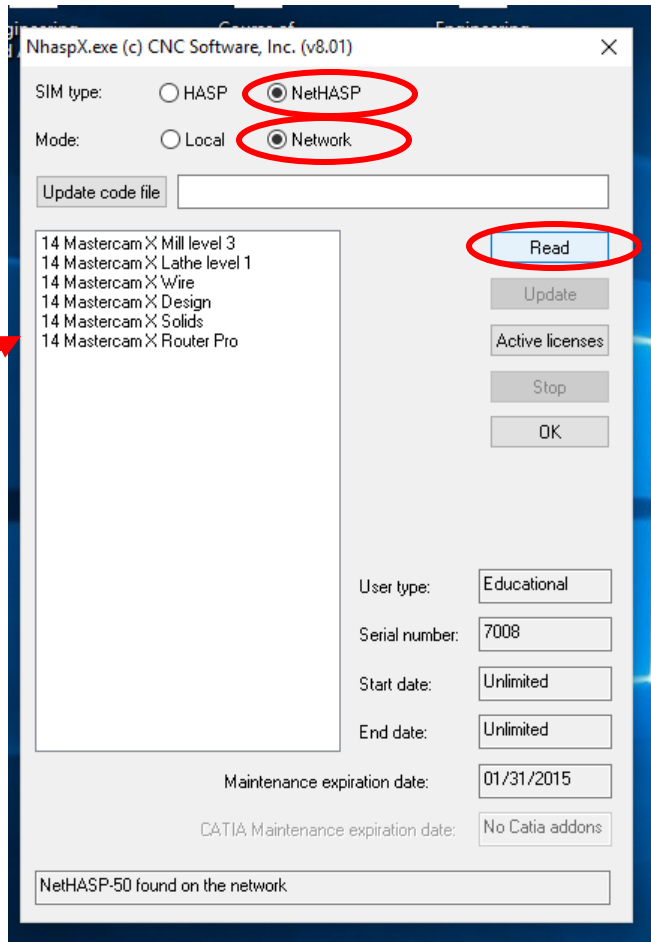 Course of
NhaspX.exe (c) CNC Software, Inc. (v8.01)
SIM type: HASP NetHASP
Mode: Local Network
Update code file
14 Mastercam X Mill level 3
14 Mastercam X Lathe level 1
14 Mastercam X Wire
14 Mastercam X Design
14 Mastercam X Solids
14 Mastercam X Router Pro
Read
Update
Active licenses
Stop
OK
User type: Educational
Serial number: 7008
Start date: Unlimited
End date: Unlimited
Maintenance expiration date: 01/31/2015
CATIA Maintenance expiration date: No Catia addons
NetHASP-50 found on the network